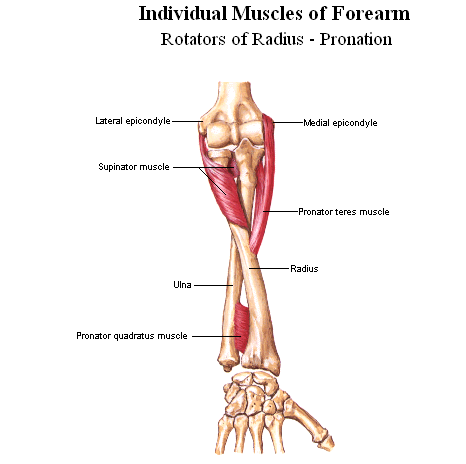 Individual Muscles of Forearm
Rotators of Radius - Pronation
Lateral epicondyle
Medial epicondyle
Supinator muscle
Pronator teres muscle
Radius
Ulna
Pronator quadratus muscle